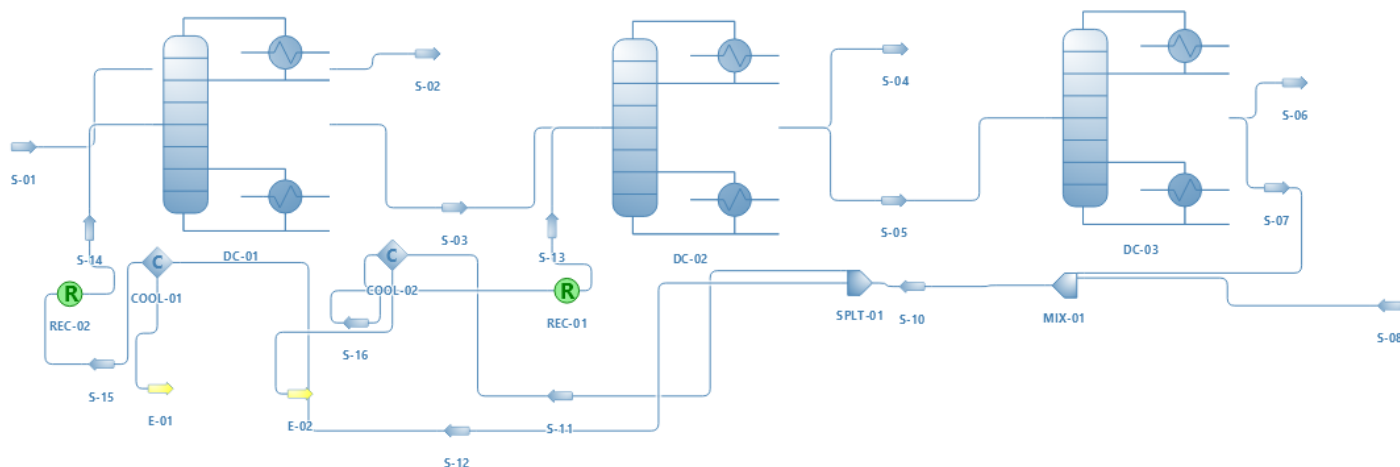 S-02
S-04
S-06
S-01
S-07
S-03
S-05
S-14
DC-01
S-13
DC-02
DC-03
C
C
COOL-01
COOL-02
R
R
REC-02
REC-01
SPLT-01
S-10
MIX-01
S-08
S-16
S-15
E-01
E-02
S-11
S-12